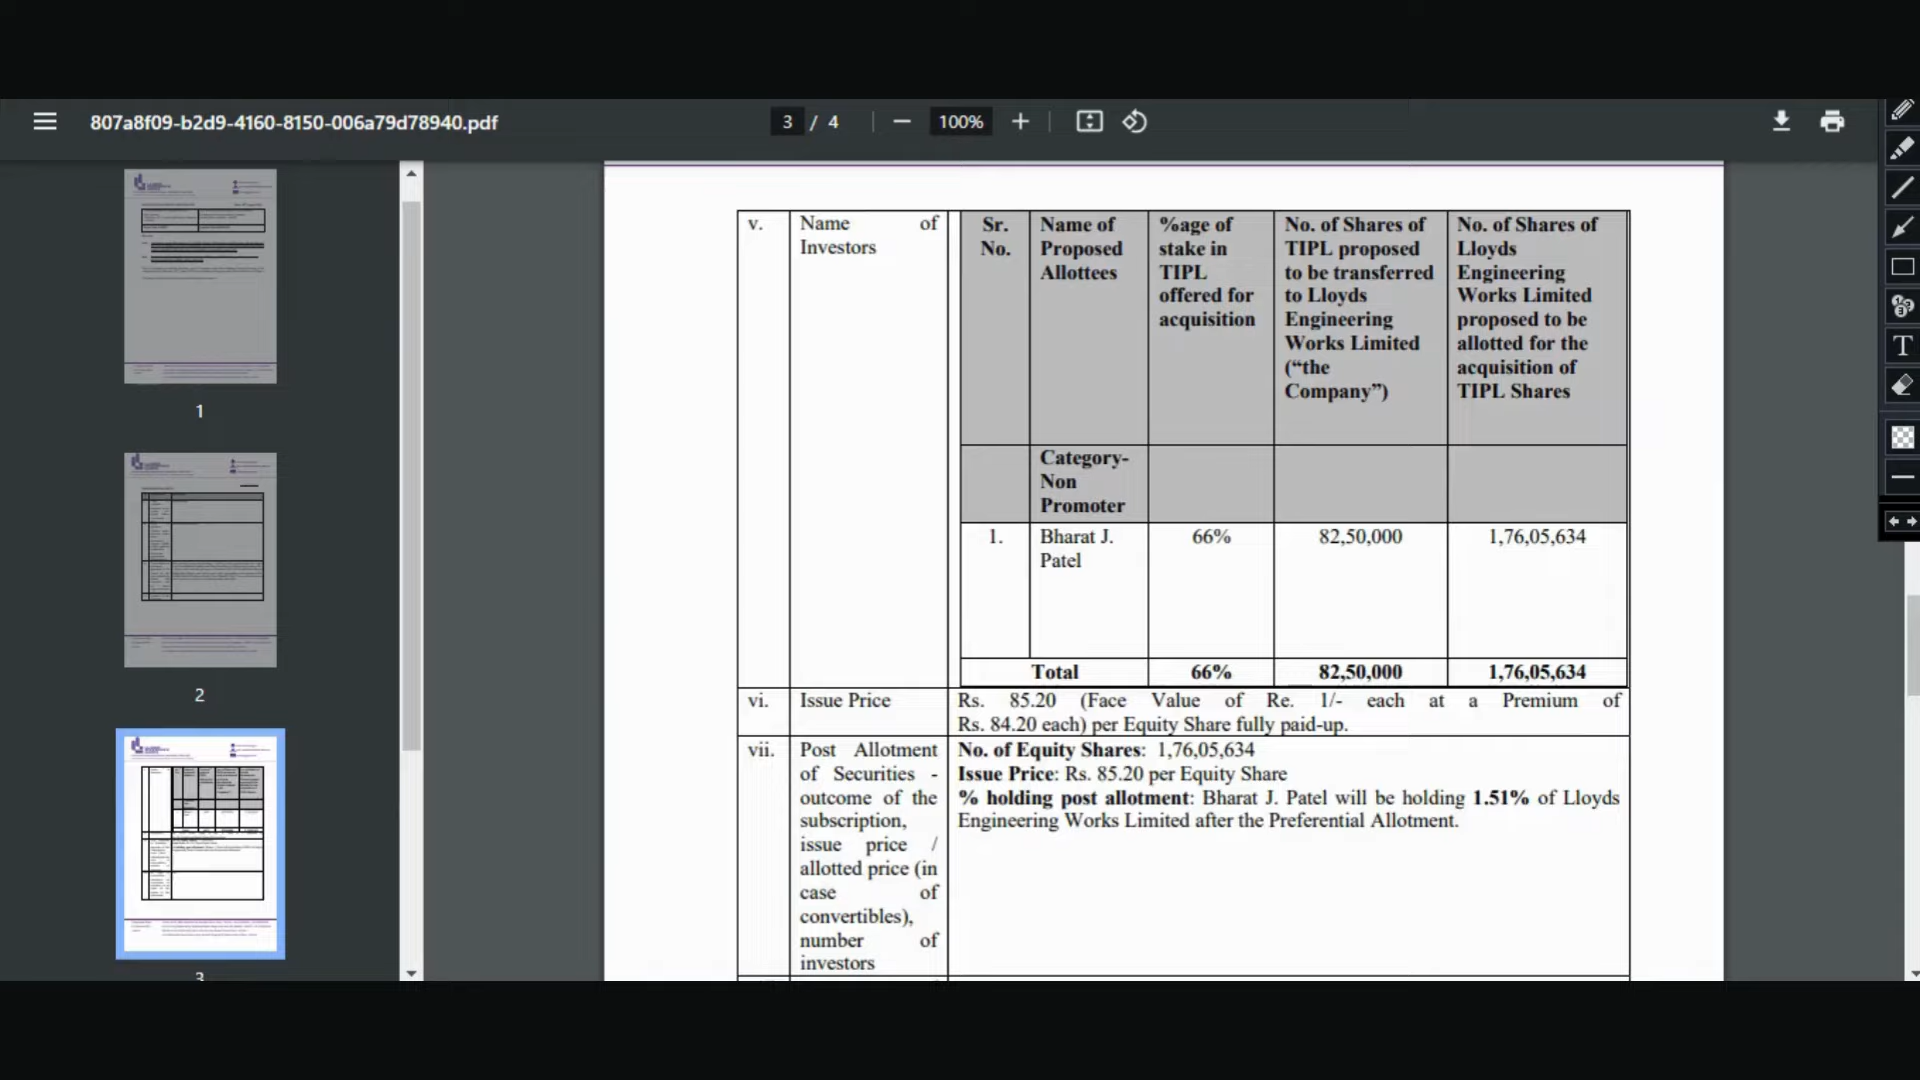 807a8f09-b2d9-4160-8150-006a79d78940.pdf
3 / 4
100%
1
2
3
v.
Name of
Investors
Sr.
No.
Name of
Proposed
Allottees
%age of
stake in
TIPL
offered for
acquisition
No. of Shares of
TIPL proposed
to be transferred
to Lloyds
Engineering
Works Limited
(“the
Company”)
No. of Shares of
Lloyds
Engineering
Works Limited
proposed to be
allotted for the
acquisition of
TIPL Shares
Category-
Non
Promoter
1.
Bharat J.
Patel
66%
82,50,000
1,76,05,634
Total 66% 82,50,000 1,76,05,634
vi.
Issue Price
Rs. 85.20 (Face Value of Re. 1/- each at a Premium of
Rs. 84.20 each) per Equity Share fully paid-up.
vii.
Post Allotment
of Securities -
outcome of the
subscription,
issue price /
allotted price (in
case of
convertibles),
number of
investors
No. of Equity Shares: 1,76,05,634
Issue Price: Rs. 85.20 per Equity Share
% holding post allotment: Bharat J. Patel will be holding 1.51% of Lloyds
Engineering Works Limited after the Preferential Allotment.